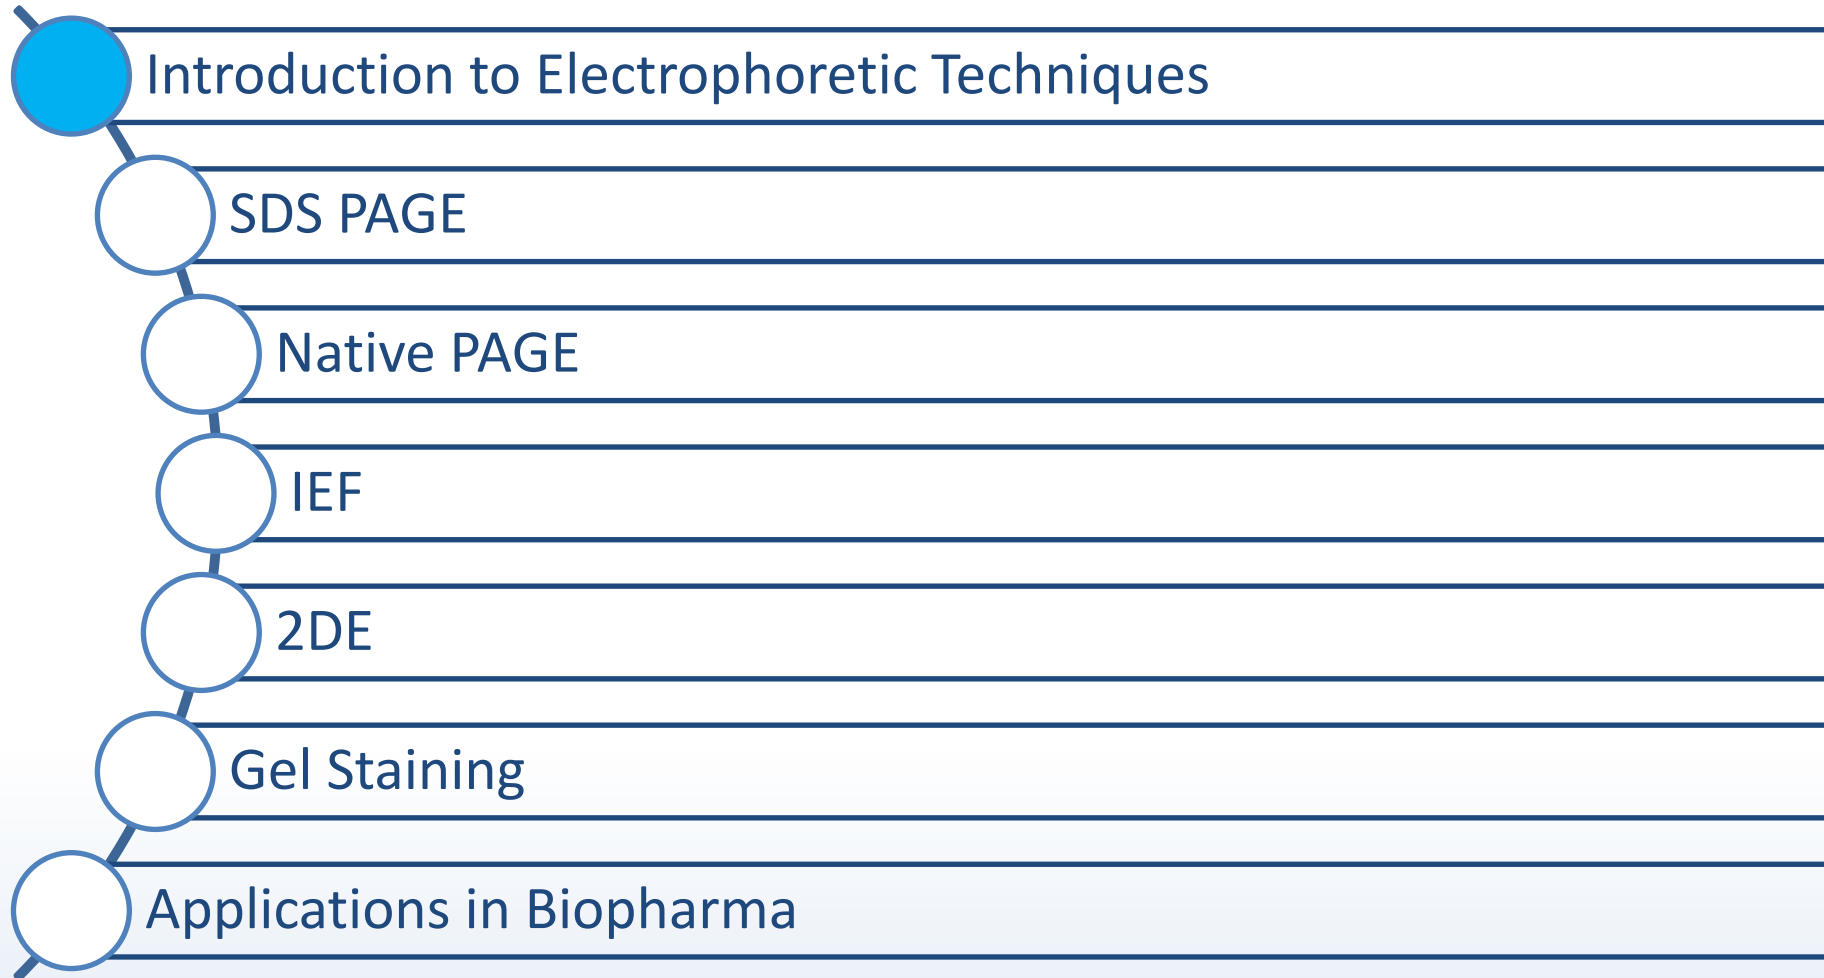 Introduction to Electrophoretic Techniques
SDS PAGE
Native PAGE
IEF
2DE
Gel Staining
Applications in Biopharma